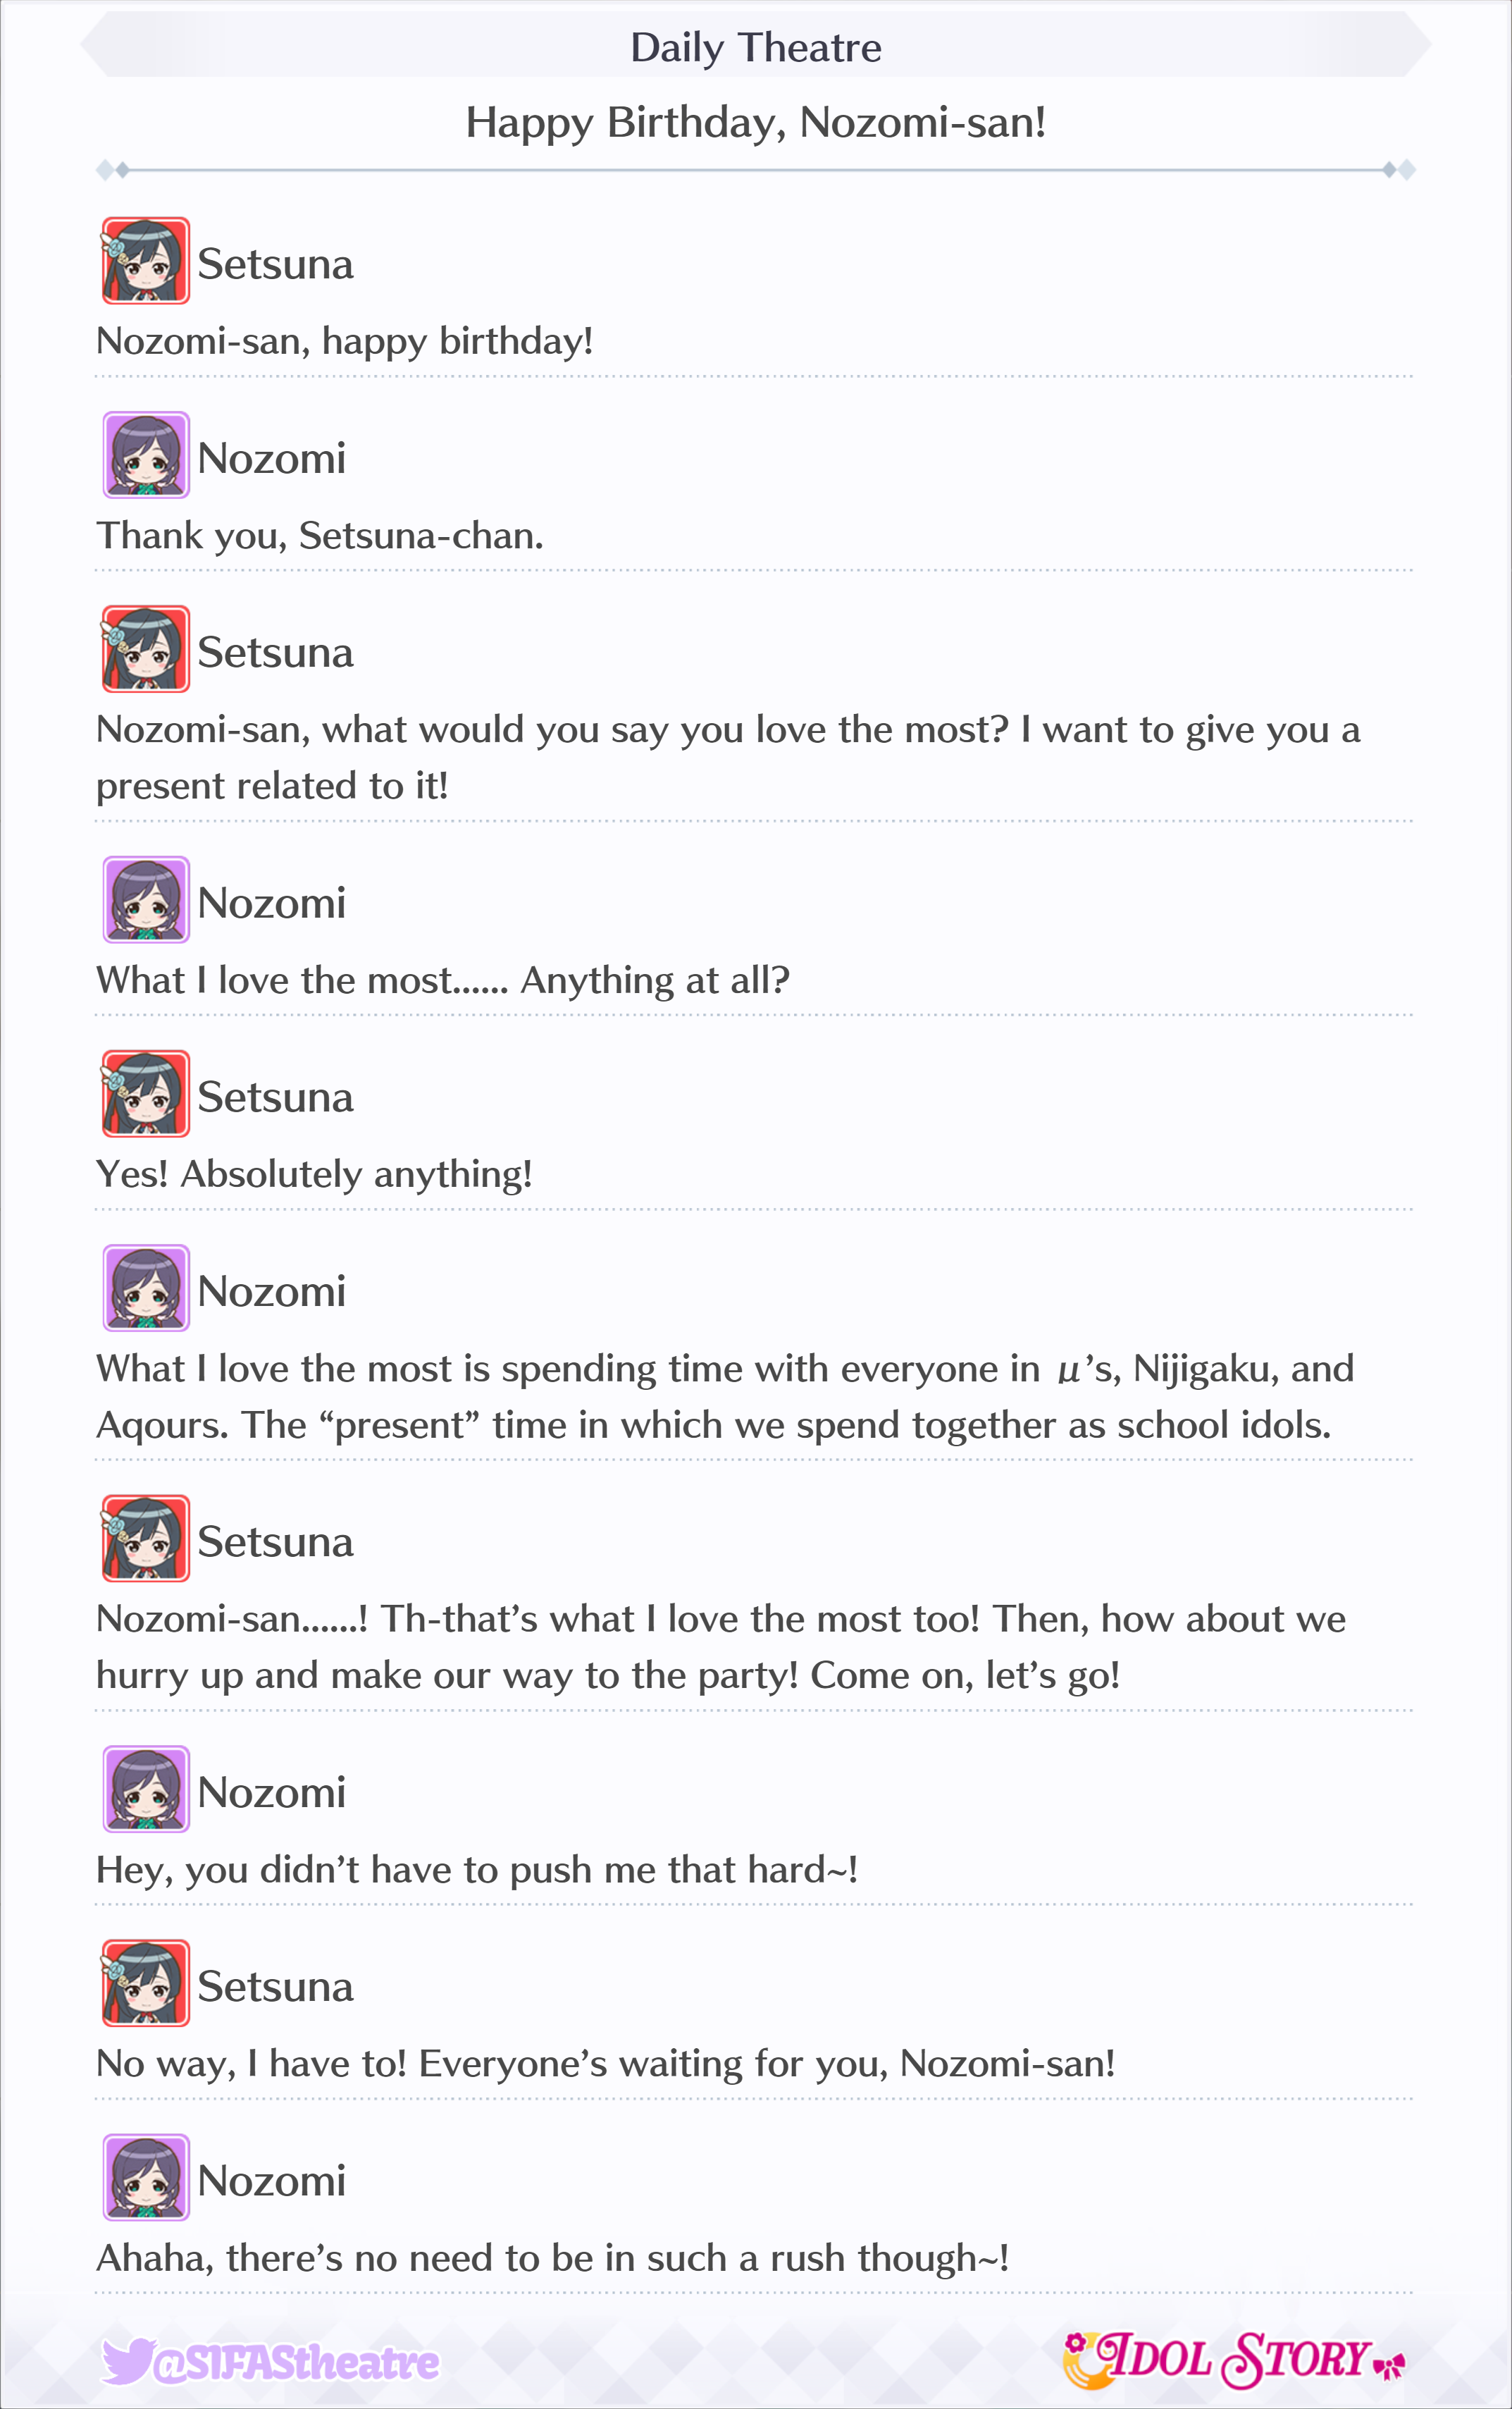 Daily Theatre
Happy Birthday, Nozomi-san!
Setsuna
Nozomi-san, happy birthday!
Nozomi
Thank you, Setsuna-chan.
Setsuna
Nozomi-san, what would you say you love the most? I want to give you a
present related to it!
Nozomi
What I love the most...... Anything at all?
Setsuna
Yes! Absolutely anything!
Nozomi
What I love the most is spending time with everyone in μ’s, Nijigaku, and
Aqours. The “present” time in which we spend together as school idols.
Setsuna
Nozomi-san......! Th-that’s what I love the most too! Then, how about we
hurry up and make our way to the party! Come on, let’s go!
Nozomi
Hey, you didn’t have to push me that hard~!
Setsuna
No way, I have to! Everyone’s waiting for you, Nozomi-san!
Nozomi
Ahaha, there’s no need to be in such a rush though~!
@SIFAStheatre
IDOL STORY